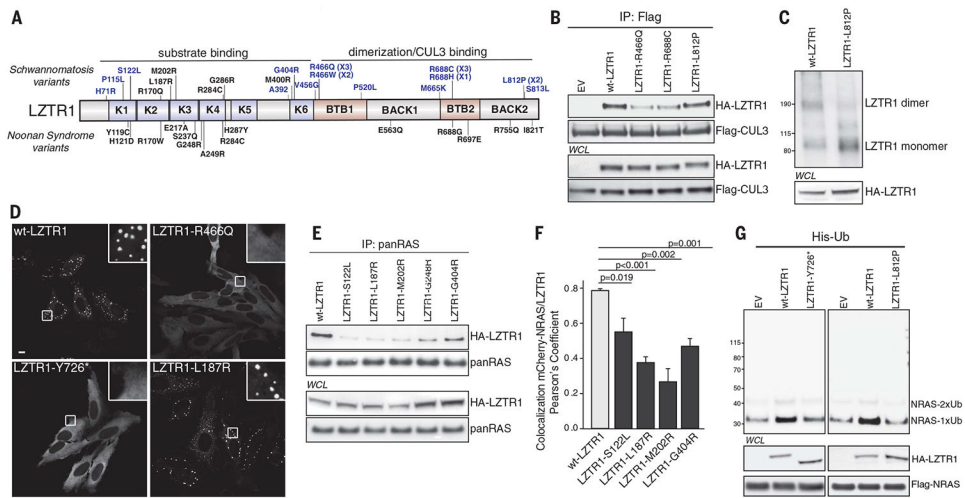 A
substrate binding
dimerization/CUL3 binding
Schwannomatosis variants
S122L
P115L
H71R
M202R
L187R
R170Q
G286R
R284C
G404R
M400R
A392
V456G
R466Q (X3)
R466W (X2)
P520L
R688C (X3)
R688H (X1)
M665K
L812P (X2)
S813L
LZTR1
K1
K2
K3
K4
K5
K6
BTB1
BACK1
BTB2
BACK2
Noonan Syndrome variants
Y119C
H121D
R170W
E217A
S237Q
G248R
A249R
H287Y
R284C
E563Q
R688G
R697E
R755Q
I821T
B
IP: Flag
EV
wt-LZTR1
LZTR1-R466Q
LZTR1-R688C
LZTR1-L812P
HA-LZTR1
Flag-CUL3
WCL
HA-LZTR1
Flag-CUL3
C
wt-LZTR1
LZTR1-L812P
190
115
80
LZTR1 dimer
LZTR1 monomer
WCL
HA-LZTR1
D
wt-LZTR1
LZTR1-R466Q
LZTR1-Y726*
LZTR1-L187R
E
IP: panRAS
wt-LZTR1
LZTR1-S122L
LZTR1-L187R
LZTR1-M202R
LZTR1-G404R
HA-LZTR1
panRAS
WCL
HA-LZTR1
panRAS
F
p=0.001
p=0.002
p<0.001
p=0.019
Colocalization mCherry-NRAS/LZTR1
Pearson's Coefficient
0.8
0.6
0.4
0.2
0.0
wt-LZTR1
LZTR1-S122L
LZTR1-L187R
LZTR1-M202R
LZTR1-G404R
G
His-Ub
EV
wt-LZTR1
LZTR1-Y726*
EV
wt-LZTR1
LZTR1-L812P
115
80
70
50
40
30
NRAS-2xUb
NRAS-1xUb
WCL
HA-LZTR1
Flag-NRAS